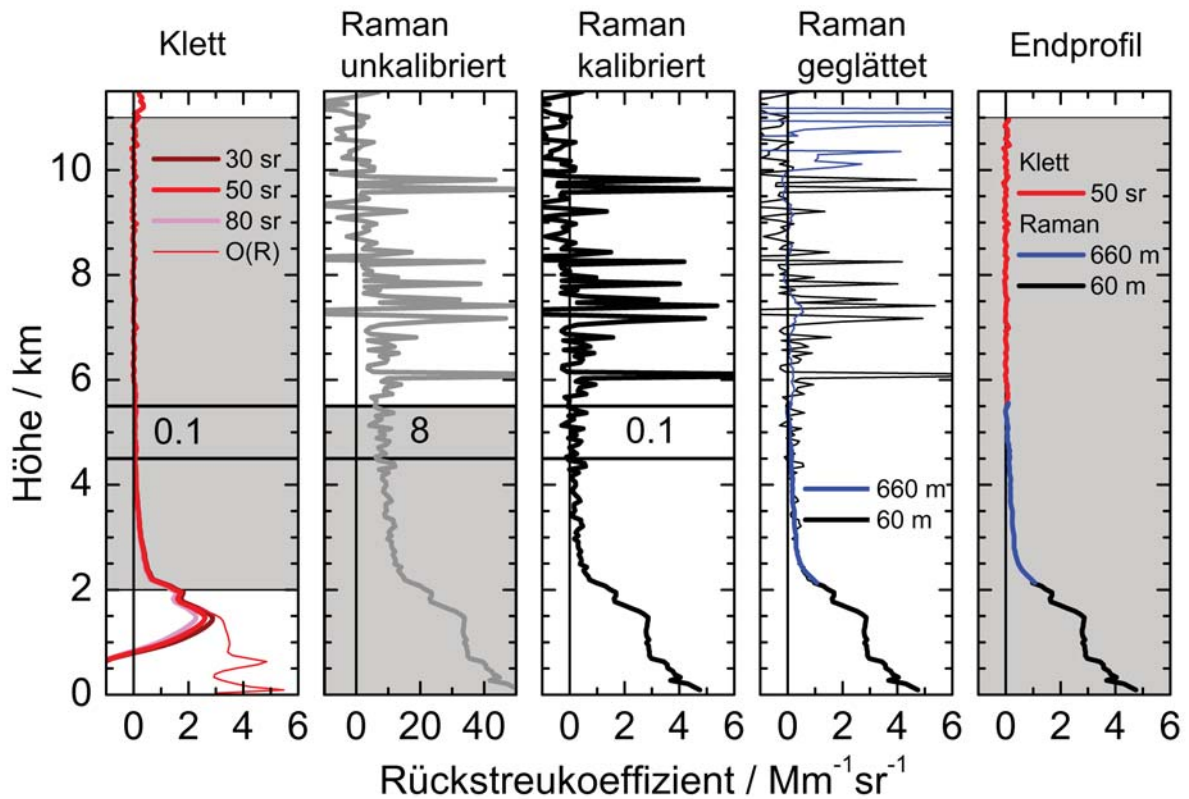 Klett
Raman
unkalibriert
Raman
kalibriert
Raman
geglättet
Endprofil
Höhe / km
10
8
6
4
2
0
30 sr
50 sr
80 sr
O(R)
0.1
8
0.1
660 m
60 m
Klett
50 sr
Raman
660 m
60 m
0 2 4 6
0 20 40
0 2 4 6
0 2 4 6
0 2 4 6
Rückstreukoeffizient / Mm⁻¹sr⁻¹